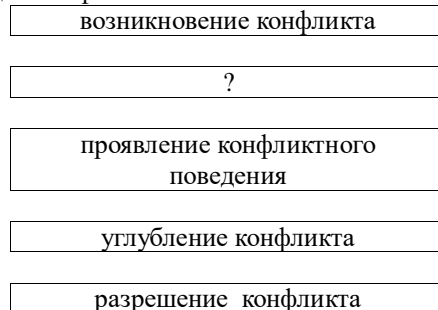 возникновение конфликта
?
проявление конфликтного
поведения
углубление конфликта
разрешение конфликта